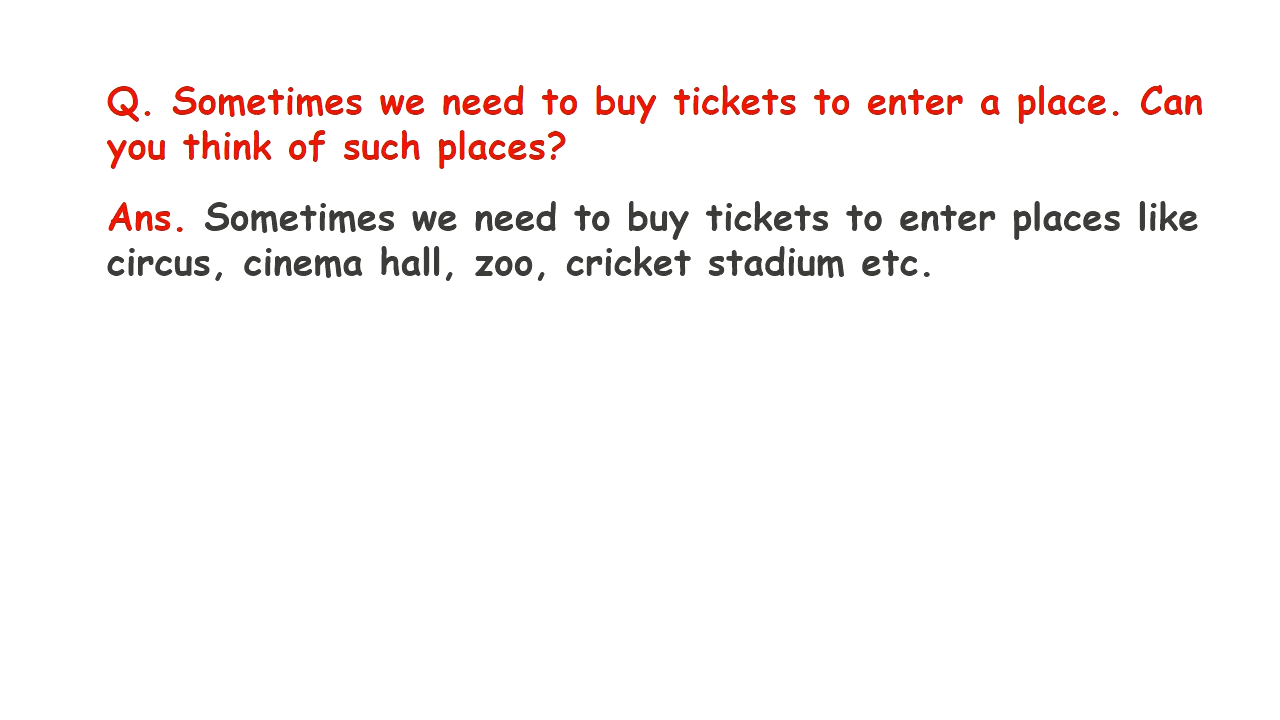 Q. Sometimes we need to buy tickets to enter a place. Can
you think of such places?
Ans. Sometimes we need to buy tickets to enter places like
circus, cinema hall, zoo, cricket stadium etc.